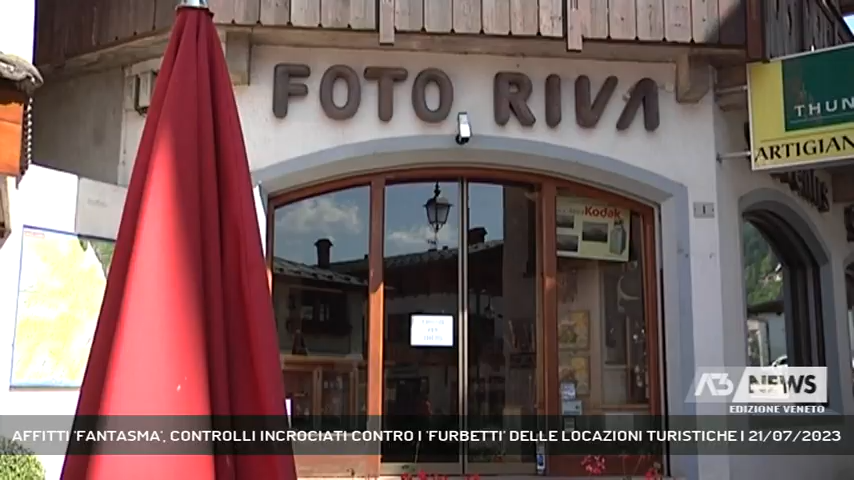 FOTO RIVA
THUN
ARTIGIAN
Kodak
A3 NEWS
EDIZIONE VENETO
AFFITTI 'FANTASMA', CONTROLLI INCROCIATI CONTRO I 'FURBETTI' DELLE LOCAZIONI TURISTICHE | 21/07/2023